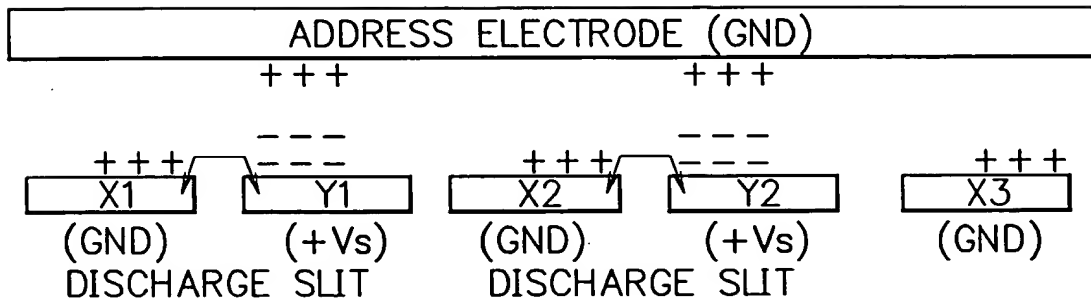 ADDRESS ELECTRODE (GND)
+ + + + + +
− − − − − −
+ + + − − − + + + − − − + + +
X1 Y1 X2 Y2 X3
(GND) (+Vs) (GND) (+Vs) (GND)
DISCHARGE SLIT DISCHARGE SLIT